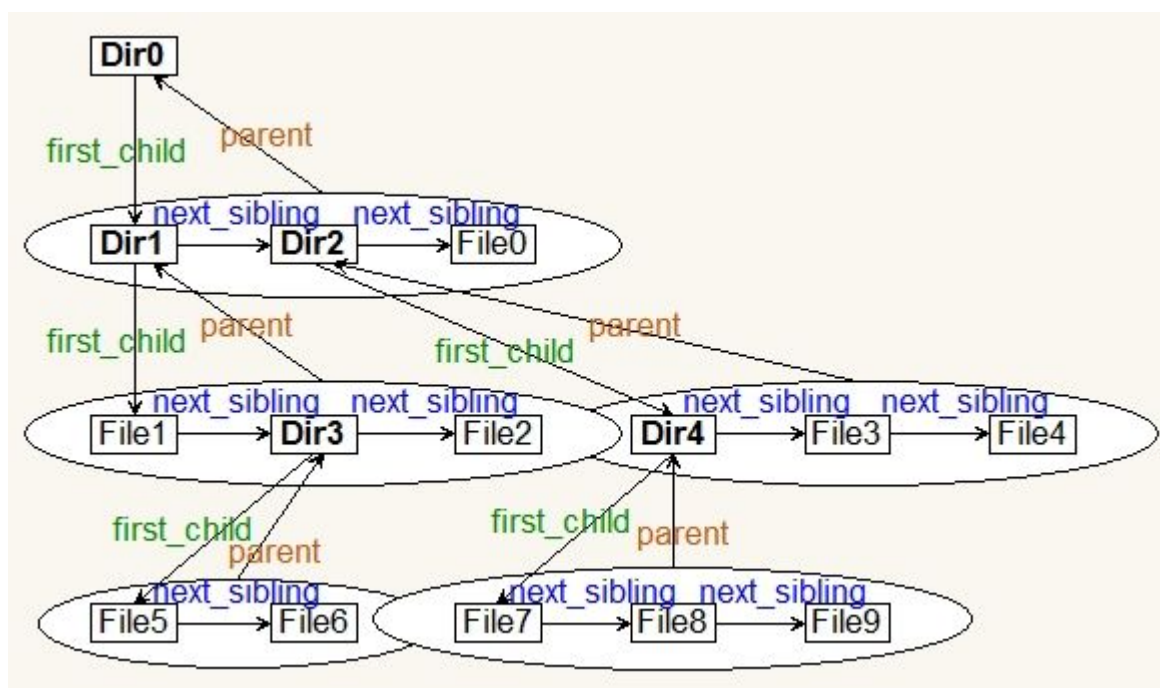 Dir0
first_child parent
next_sibling next_sibling
Dir1 Dir2 File0
first_child parent first_child parent
next_sibling next_sibling next_sibling next_sibling
File1 Dir3 File2 Dir4 File3 File4
first_child parent first_child parent
next_sibling next_sibling next_sibling
File5 File6 File7 File8 File9